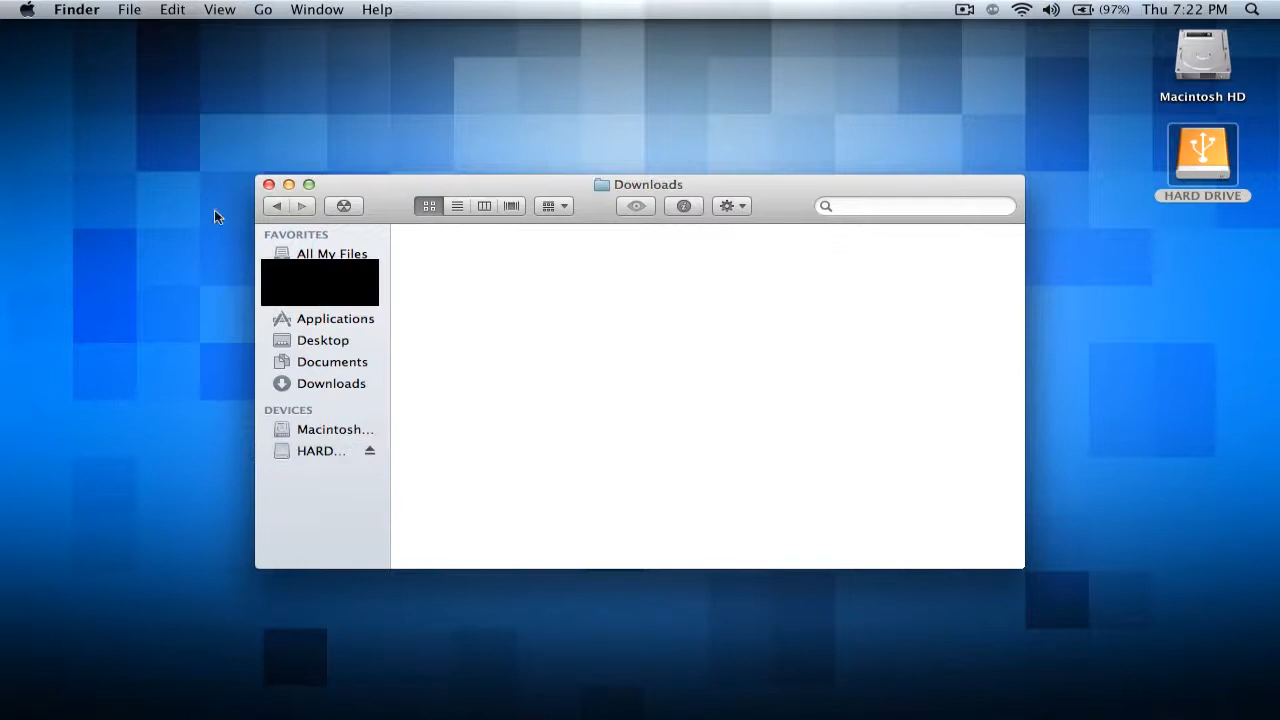 Finder File Edit View Go Window Help (97%) Thu 7:22 PM
Macintosh HD
HARD DRIVE
Downloads
FAVORITES
All My Files
Applications
Desktop
Documents
Downloads
DEVICES
Macintosh...
HARD...